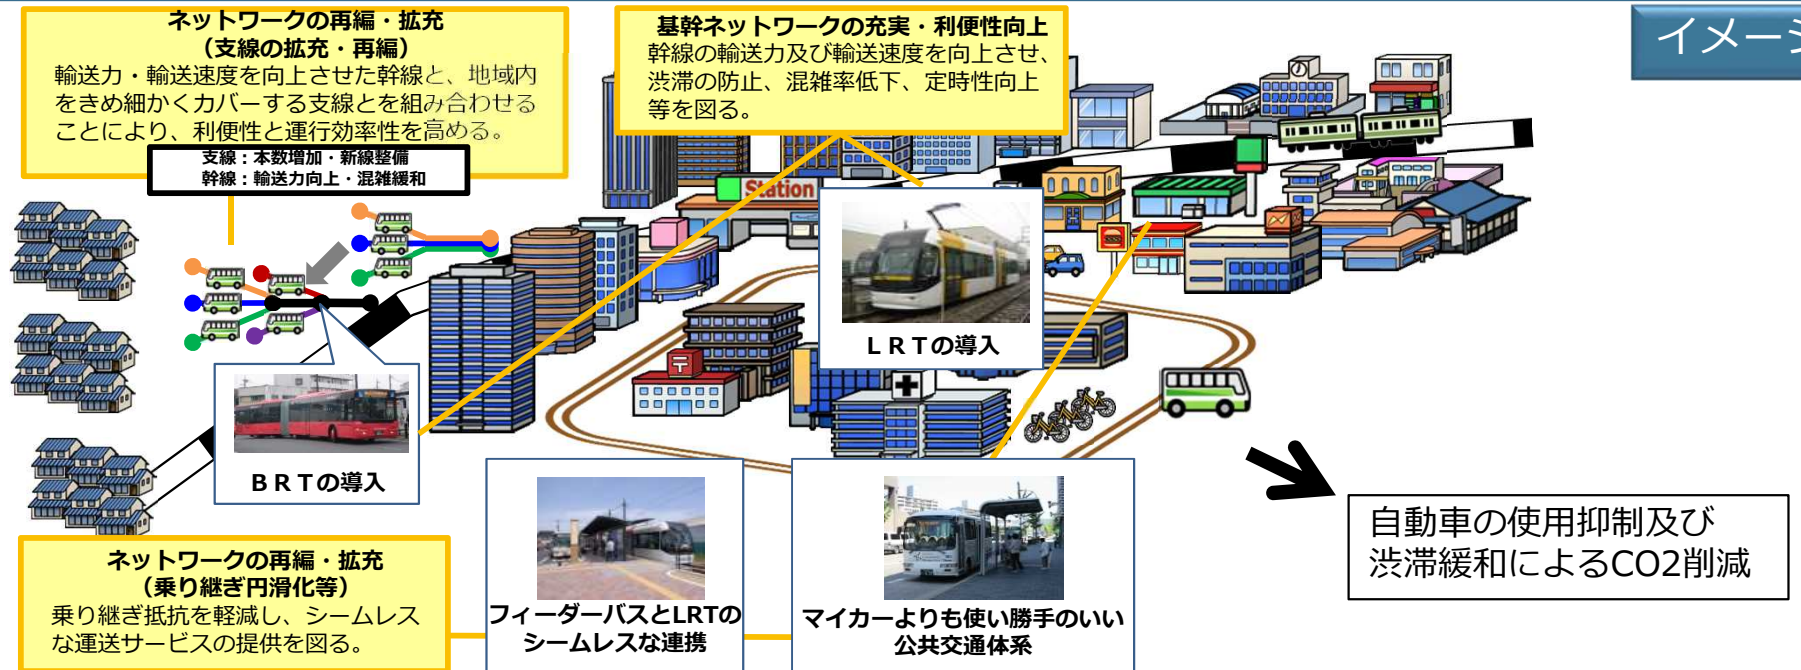 ネットワークの再編・拡充
（支線の拡充・再編）
輸送力・輸送速度を向上させた幹線と、地域内
をきめ細かくカバーする支線とを組み合わせる
ことにより、利便性と運行効率性を高める。
支線：本数増加・新線整備
幹線：輸送力向上・混雑緩和
基幹ネットワークの充実・利便性向上
幹線の輸送力及び輸送速度を向上させ、
渋滞の防止、混雑率低下、定時性向上
等を図る。
イメージ
Station
ＬＲＴの導入
ＢＲＴの導入
ネットワークの再編・拡充
（乗り継ぎ円滑化等）
乗り継ぎ抵抗を軽減し、シームレス
な運送サービスの提供を図る。
フィーダーバスとLRTの
シームレスな連携
マイカーよりも使い勝手のいい
公共交通体系
自動車の使用抑制及び
渋滞緩和によるCO2削減